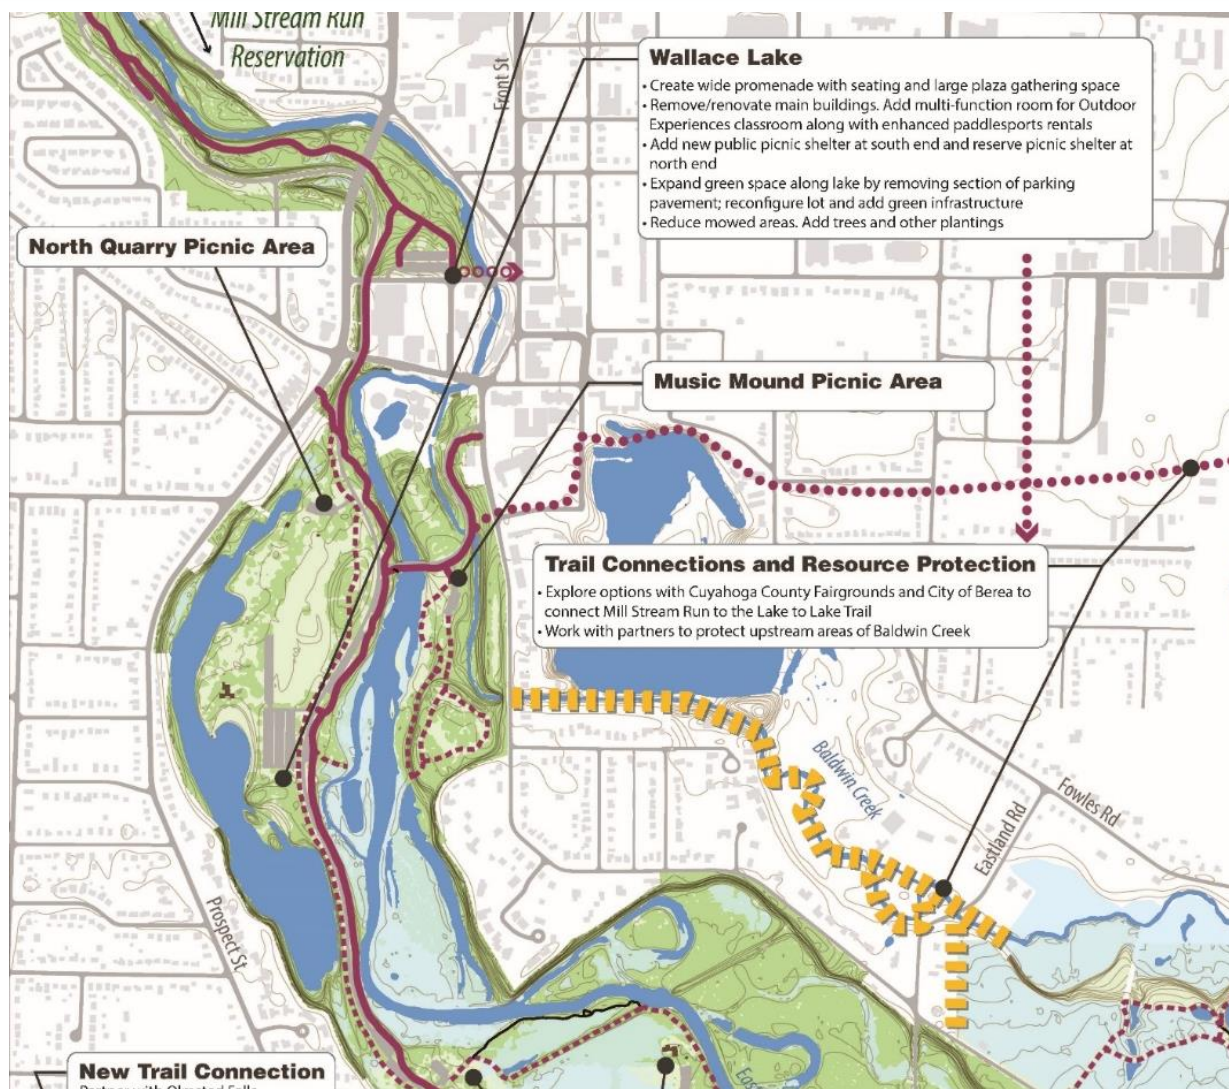 Mill Stream Run
Reservation
Front St
Wallace Lake
• Create wide promenade with seating and large plaza gathering space
• Remove/renovate main buildings. Add multi-function room for Outdoor
Experiences classroom along with enhanced paddlesports rentals
• Add new public picnic shelter at south end and reserve picnic shelter at
north end
• Expand green space along lake by removing section of parking
pavement; reconfigure lot and add green infrastructure
• Reduce mowed areas. Add trees and other plantings
North Quarry Picnic Area
Music Mound Picnic Area
Trail Connections and Resource Protection
• Explore options with Cuyahoga County Fairgrounds and City of Berea to
connect Mill Stream Run to the Lake to Lake Trail
• Work with partners to protect upstream areas of Baldwin Creek
Baldwin Creek
Fowles Rd
Eastland Rd
Prospect St
New Trail Connection
Partner with Olmsted Falls